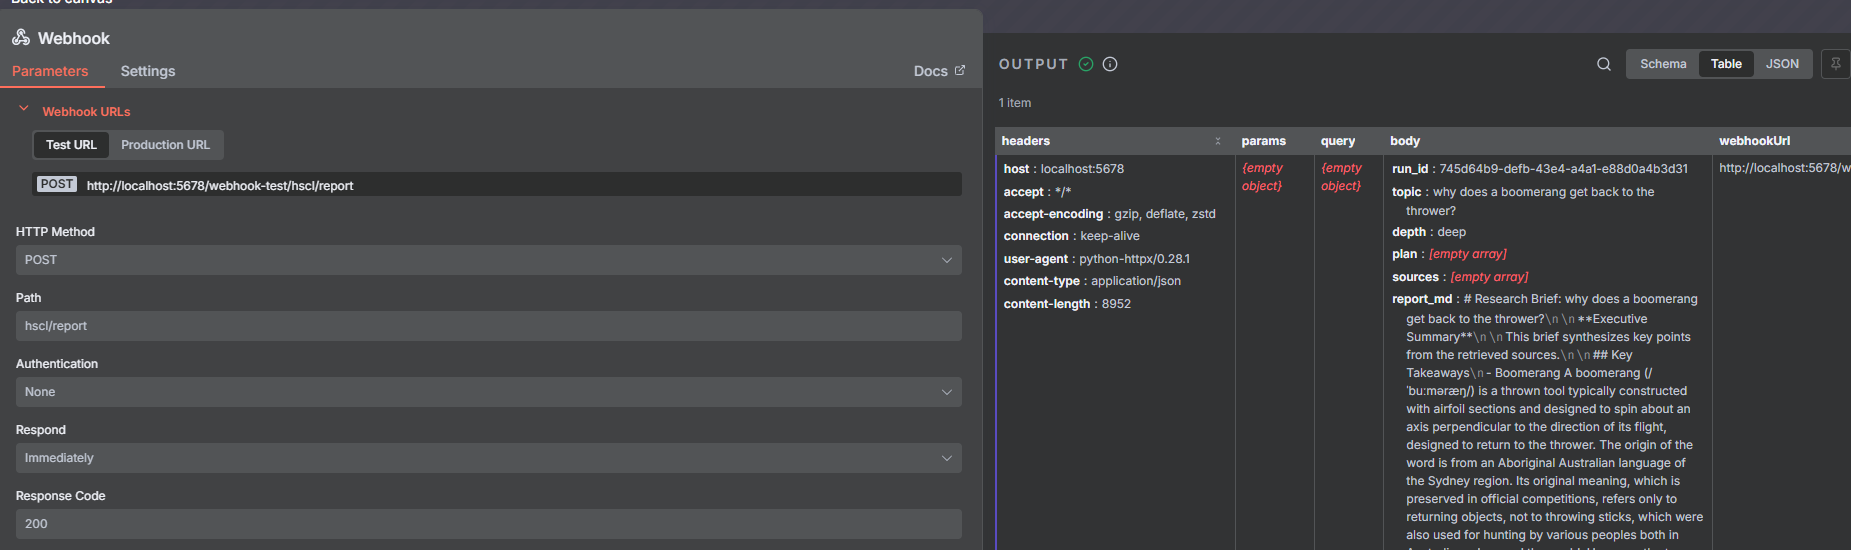 Back to canvas
Webhook
Parameters
Settings
Docs
Webhook URLs
Test URL
Production URL
POST
http://localhost:5678/webhook-test/hscl/report
HTTP Method
POST
Path
hscl/report
Authentication
None
Respond
Immediately
Response Code
200
OUTPUT
Schema
Table
JSON
1 item
headers
params
query
body
webhookUrl
host : localhost:5678
accept : */*
accept-encoding : gzip, deflate, zstd
connection : keep-alive
user-agent : python-httpx/0.28.1
content-type : application/json
content-length : 8952
{empty
object}
{empty
object}
run_id : 745d64b9-defb-43e4-a4a1-e88d0a4b3d31
topic : why does a boomerang get back to the
thrower?
depth : deep
plan : [empty array]
sources : [empty array]
report_md : # Research Brief: why does a boomerang
get back to the thrower?\n \n **Executive
Summary**\n \n This brief synthesizes key points
from the retrieved sources.\n \n ## Key
Takeaways\n - Boomerang A boomerang (/
ˈbuːməræŋ/) is a thrown tool typically constructed
with airfoil sections and designed to spin about an
axis perpendicular to the direction of its flight,
designed to return to the thrower. The origin of the
word is from an Aboriginal Australian language of
the Sydney region. Its original meaning, which is
preserved in official competitions, refers only to
returning objects, not to throwing sticks, which were
also used for hunting by various peoples both in
http://localhost:5678/w